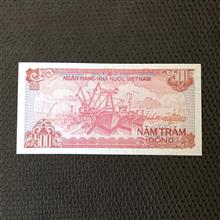 NGÂN HÀNG NHÀ NƯỚC VIỆT NAM
500
500
NĂM TRĂM
ĐỒNG